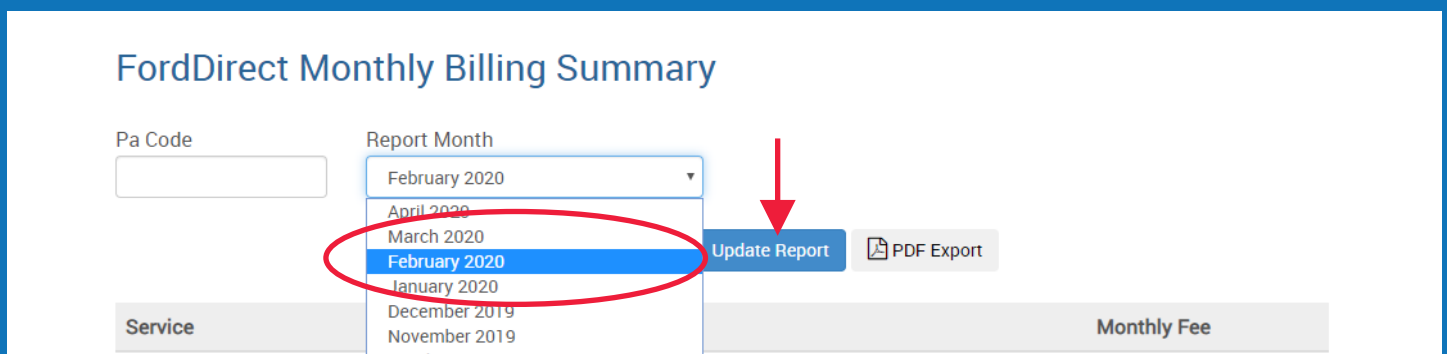 FordDirect Monthly Billing Summary
Pa Code Report Month
February 2020
April 2020
March 2020
February 2020
Update Report PDF Export
January 2020
December 2019
Service Monthly Fee
November 2019